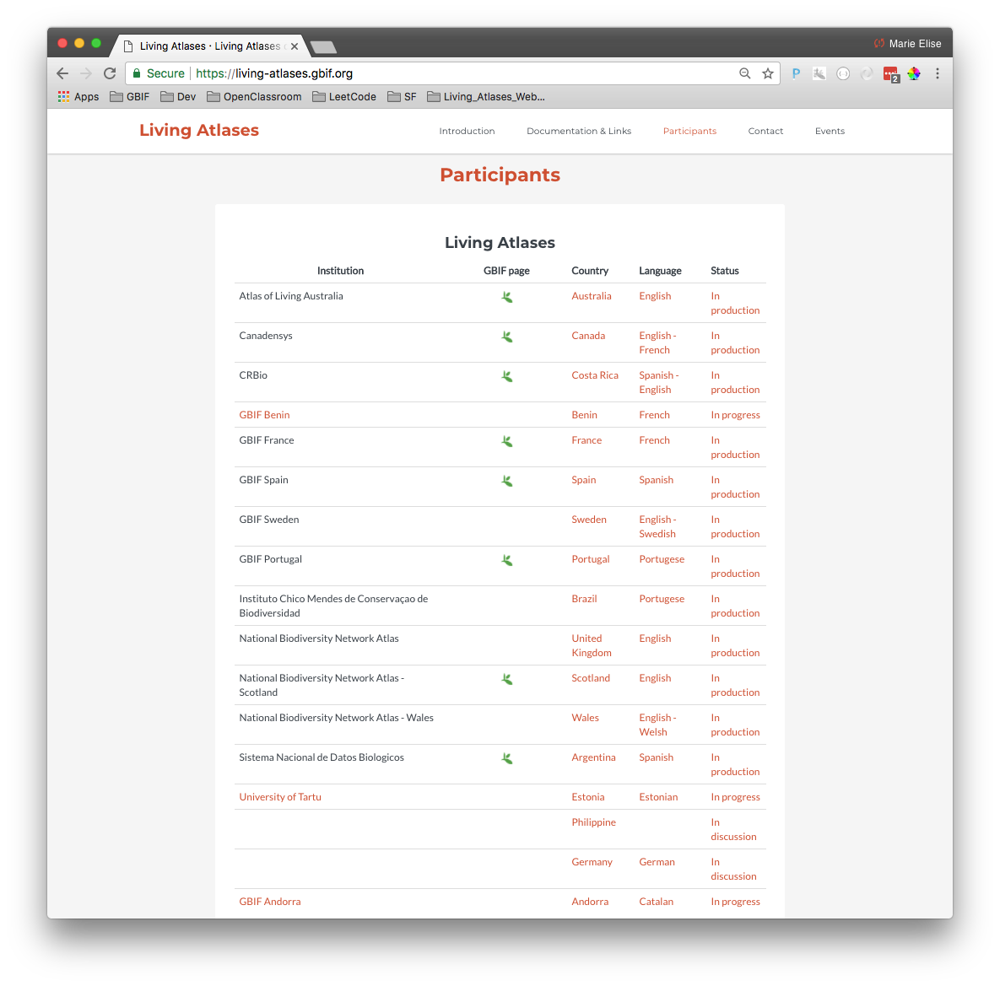 Living Atlases · Living Atlases
Marie Elise
Secure https://living-atlases.gbif.org
P
2
Apps GBIF Dev OpenClassroom LeetCode SF Living_Atlases_Web...
Living Atlases Introduction Documentation & Links Participants Contact Events
Participants
Living Atlases
Institution GBIF page Country Language Status
Atlas of Living Australia Australia English In
production
Canadensys Canada English - In
French production
CRBio Costa Rica Spanish - In
English production
GBIF Benin Benin French In progress
GBIF France France French In
production
GBIF Spain Spain Spanish In
production
GBIF Sweden Sweden English - In
Swedish production
GBIF Portugal Portugal Portugese In
production
Instituto Chico Mendes de Conservaçao de Brazil Portugese In
Biodiversidad production
National Biodiversity Network Atlas United English In
Kingdom production
National Biodiversity Network Atlas - Scotland English In
Scotland production
National Biodiversity Network Atlas - Wales Wales English - In
Welsh production
Sistema Nacional de Datos Biologicos Argentina Spanish In
production
University of Tartu Estonia Estonian In progress
Philippine In
discussion
Germany German In
discussion
GBIF Andorra Andorra Catalan In progress